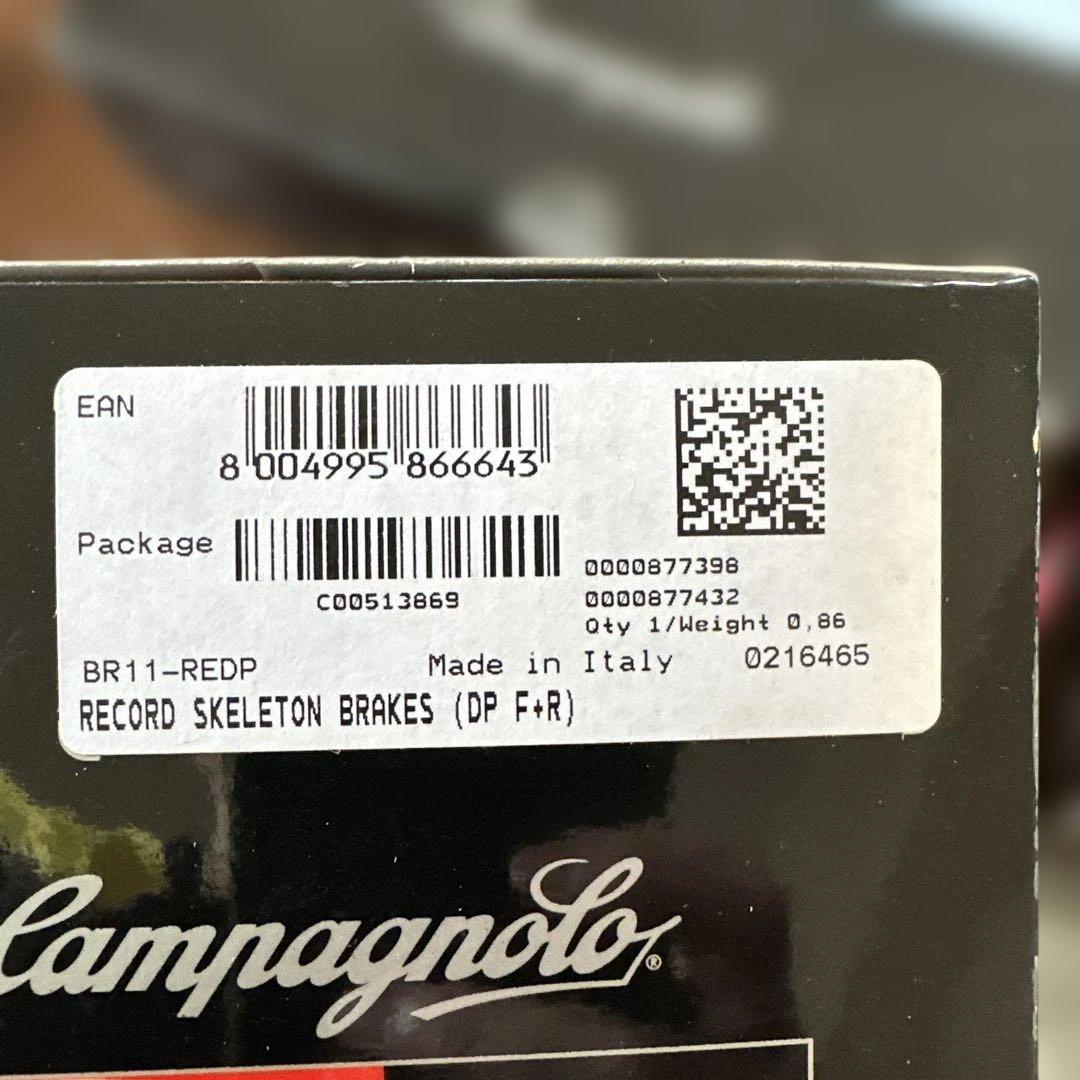 EAN
8 004995 866643
Package
C00513869
0000877398
0000877432
Qty 1/Weight 0,86
BR11-REDP Made in Italy 0216465
RECORD SKELETON BRAKES (DP F+R)
Campagnolo®